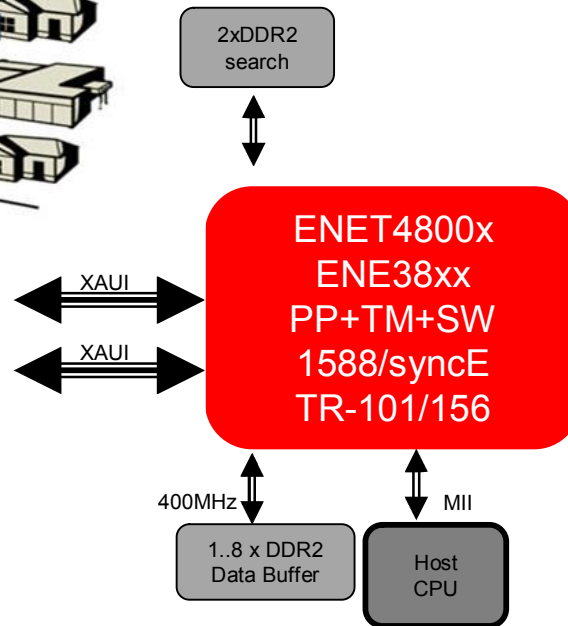 2xDDR2
search
ENET4800x
ENE38xx
PP+TM+SW
1588/syncE
TR-101/156
XAUI
XAUI
400MHz
MII
1..8 x DDR2
Data Buffer
Host
CPU